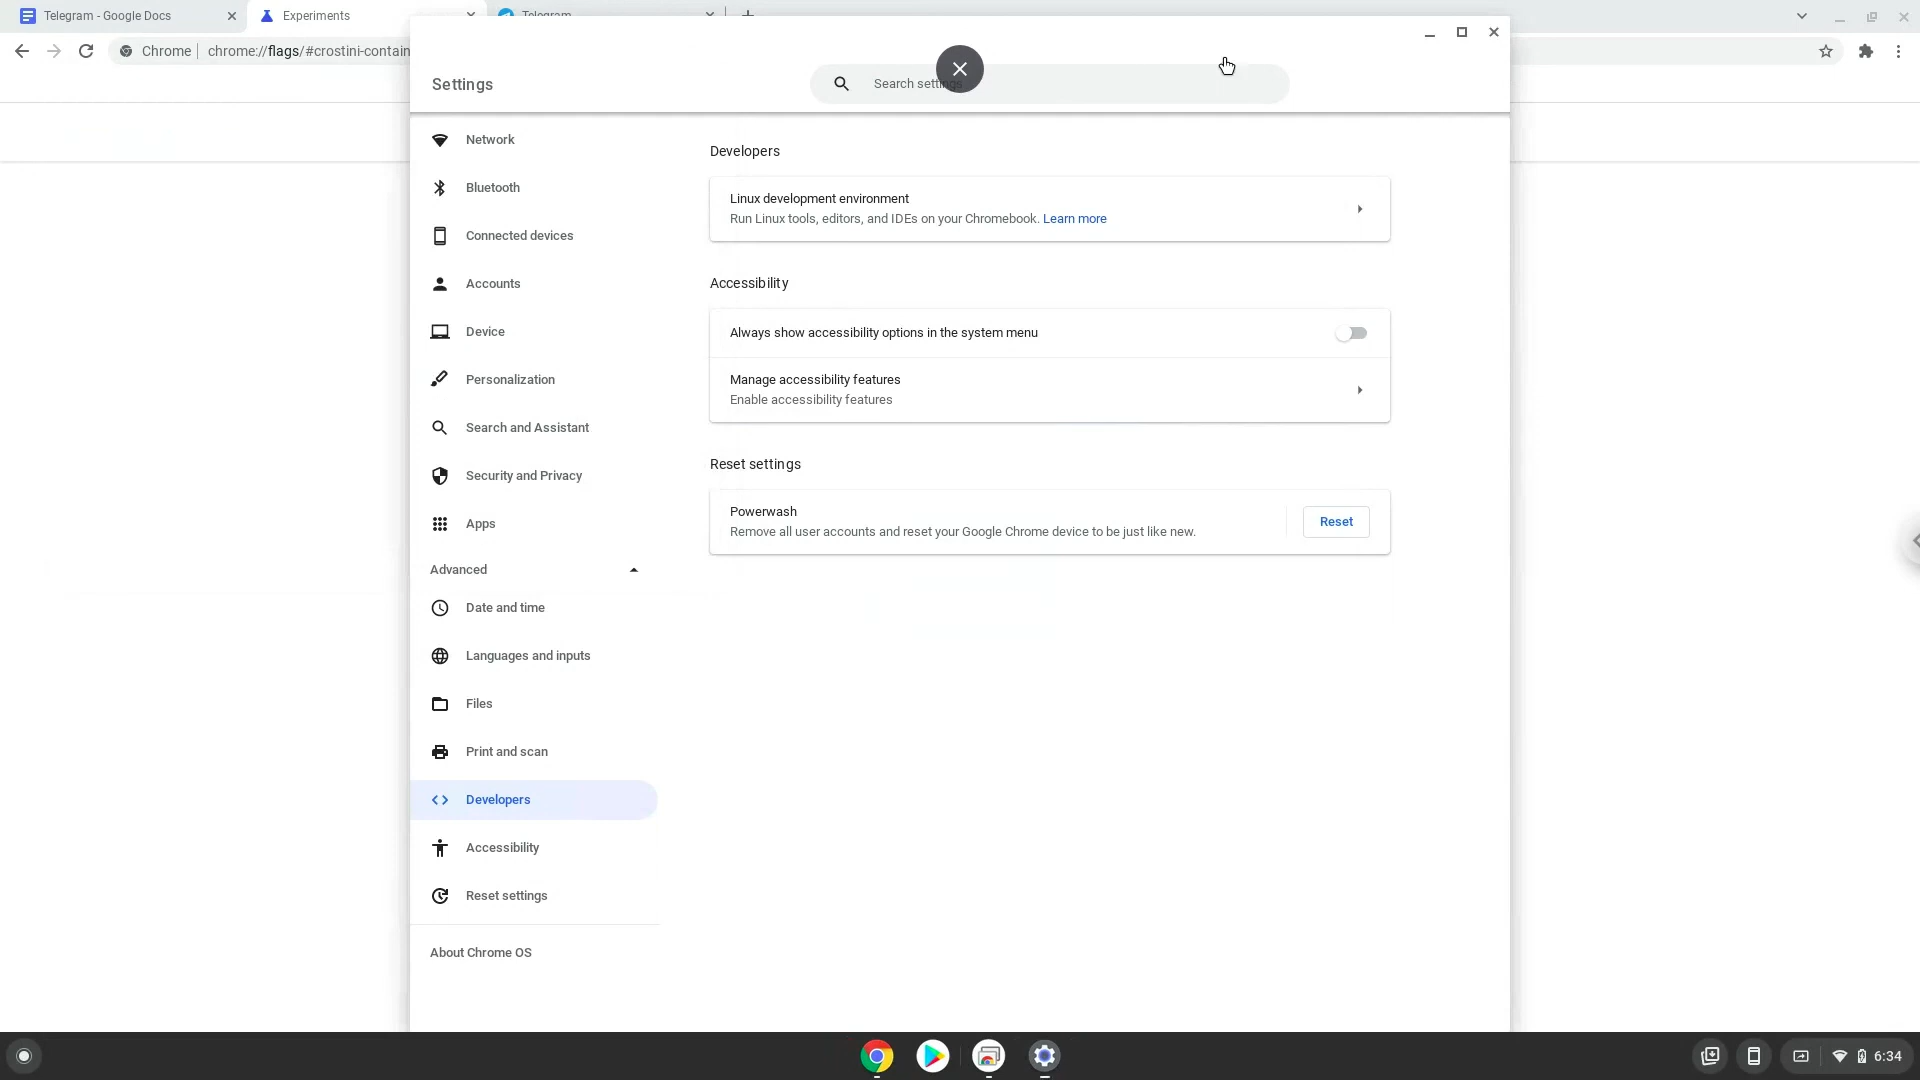 Telegram - Google Docs
Experiments
Telegram
Chrome
chrome://flags/#crostini-contain
Settings
Search settings
Network
Bluetooth
Connected devices
Accounts
Device
Personalization
Search and Assistant
Security and Privacy
Apps
Advanced
Date and time
Languages and inputs
Files
Print and scan
Developers
Accessibility
Reset settings
About Chrome OS
Developers
Linux development environment
Run Linux tools, editors, and IDEs on your Chromebook. Learn more
Accessibility
Always show accessibility options in the system menu
Manage accessibility features
Enable accessibility features
Reset settings
Powerwash
Remove all user accounts and reset your Google Chrome device to be just like new.
Reset
6:34